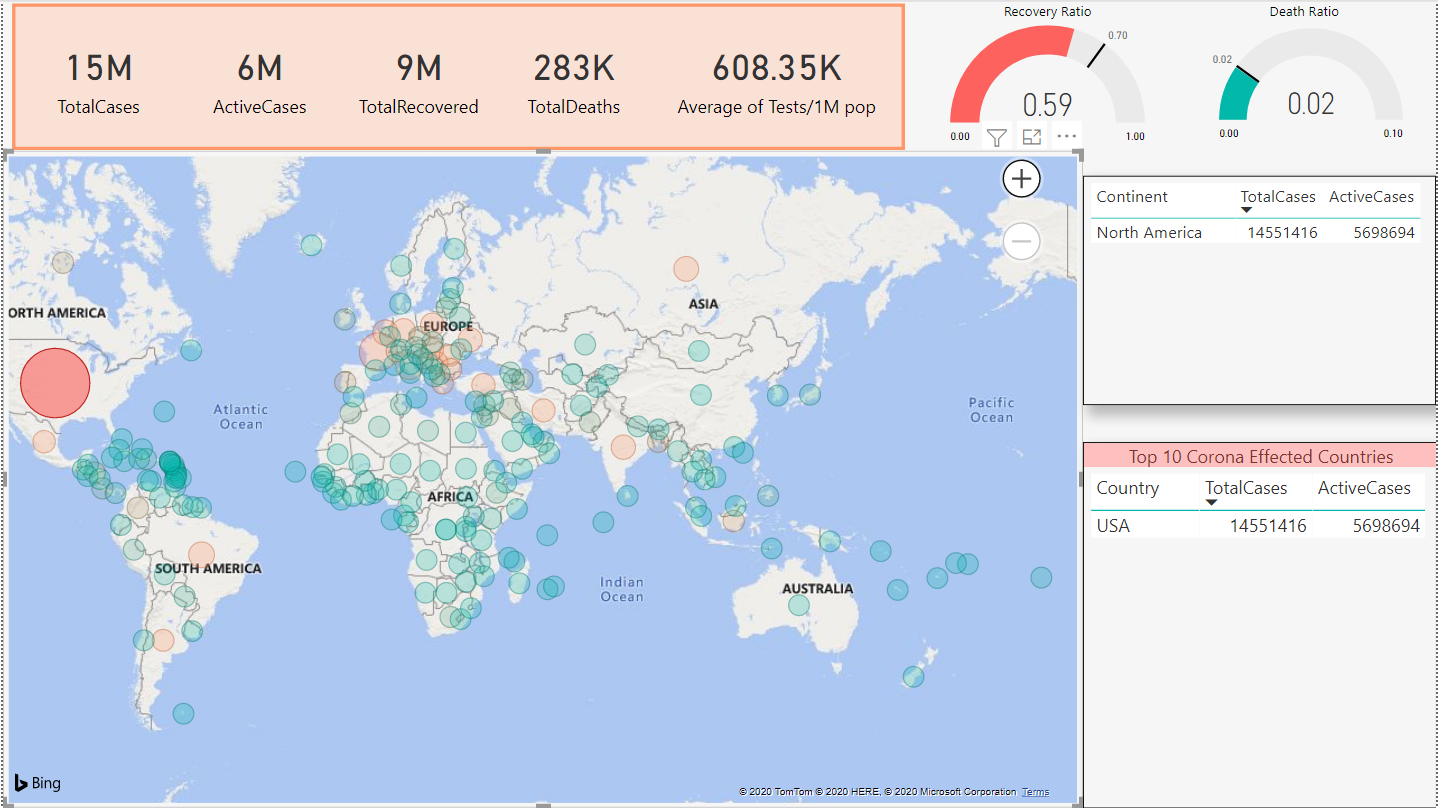 15M
TotalCases
6M
ActiveCases
9M
TotalRecovered
283K
TotalDeaths
608.35K
Average of Tests/1M pop
Recovery Ratio
0.70
0.59
0.00
1.00
Death Ratio
0.02
0.02
0.00
0.10
ORTH AMERICA
EUROPE
ASIA
Atlantic
Ocean
Pacific
Ocean
AFRICA
SOUTH AMERICA
Indian
Ocean
AUSTRALIA
Bing
© 2020 TomTom © 2020 HERE, © 2020 Microsoft Corporation Terms
Continent TotalCases ActiveCases
North America 14551416 5698694
Top 10 Corona Effected Countries
Country TotalCases ActiveCases
USA 14551416 5698694